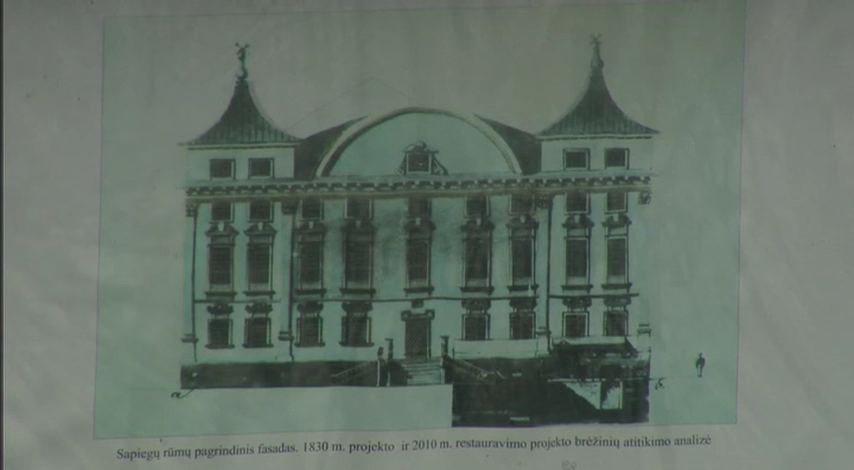 Sapiegų rūmų pagrindinis fasadas. 1830 m. projekto ir 2010 m. restauravimo projekto brėžinių atitikimo analizė